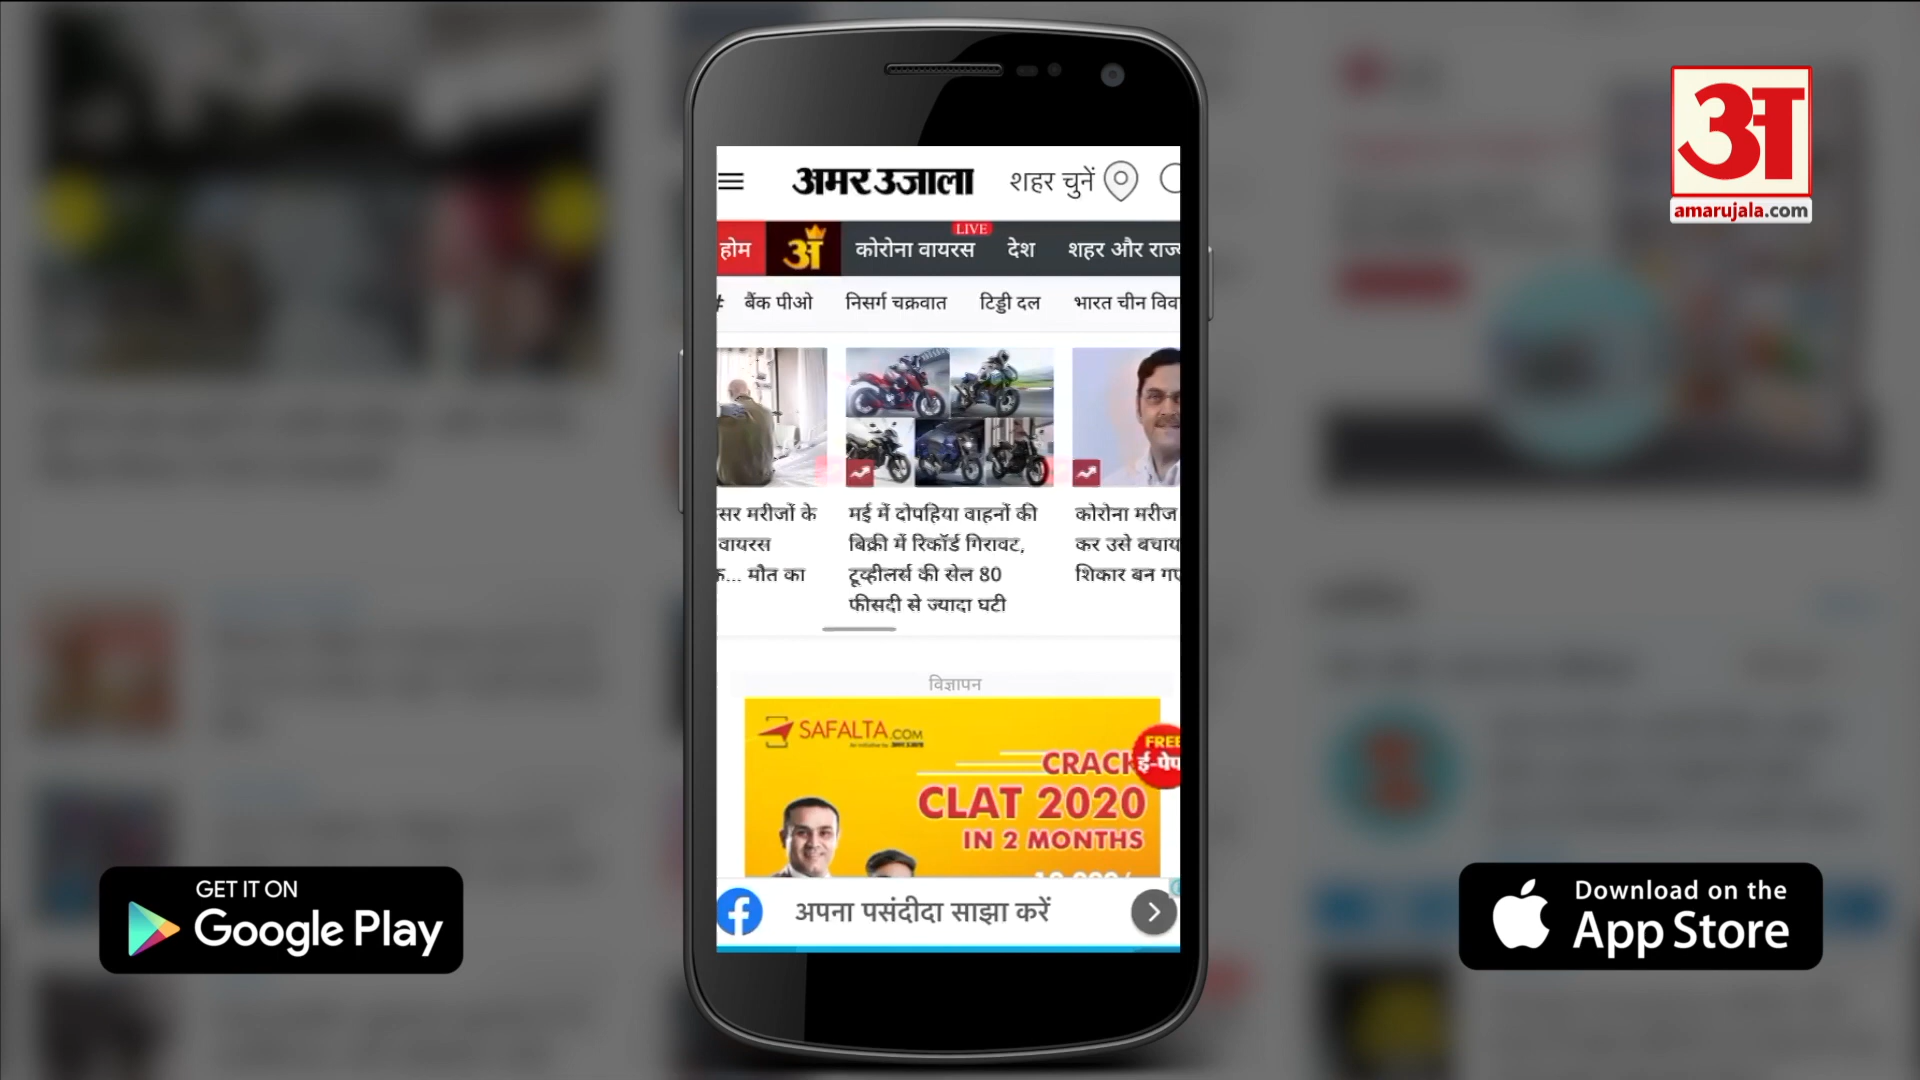 अ
amarujala.com
अमर उजाला
शहर चुनें
LIVE
होम
अ
कोरोना वायरस
देश
शहर और राज्य
# बैंक पीओ
निसर्ग चक्रवात
टिड्डी दल
भारत चीन विवा
सर मरीजों के
वायरस
क... मौत का
मई में दोपहिया वाहनों की
बिक्री में रिकॉर्ड गिरावट,
टूव्हीलर्स की सेल 80
फीसदी से ज्यादा घटी
कोरोना मरीज
कर उसे बचाय
शिकार बन गए
विज्ञापन
SAFALTA.COM
CRACK
CLAT 2020
IN 2 MONTHS
FREE
ई-पेप
अपना पसंदीदा साझा करें
GET IT ON
Google Play
Download on the
App Store